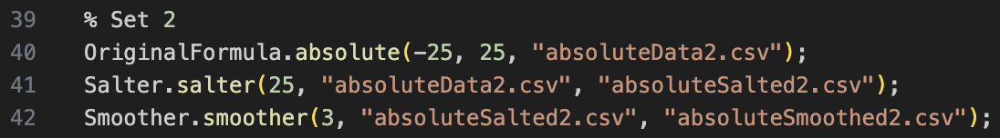 39 % Set 2
40 OriginalFormula.absolute(-25, 25, "absoluteData2.csv");
41 Salter.salter(25, "absoluteData2.csv", "absoluteSalted2.csv");
42 Smoother.smoother(3, "absoluteSalted2.csv", "absoluteSmoothed2.csv");